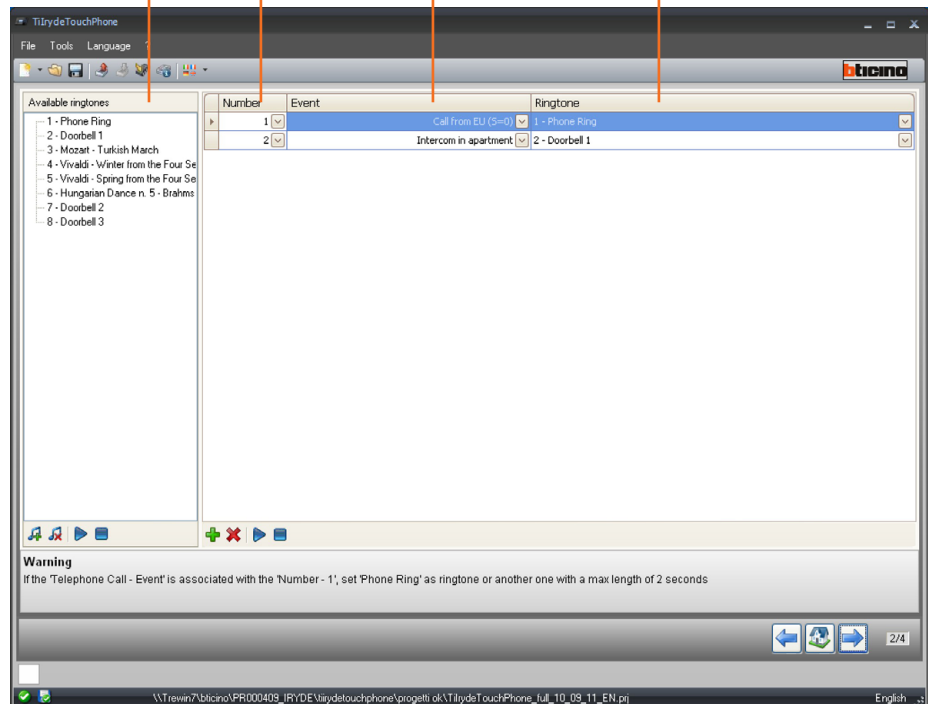 TiIrydeTouchPhone
File Tools Language ?
bticino
Available ringtones
Number Event Ringtone
1 - Phone Ring
2 - Doorbell 1
3 - Mozart - Turkish March
4 - Vivaldi - Winter from the Four Se
5 - Vivaldi - Spring from the Four Se
6 - Hungarian Dance n. 5 - Brahms
7 - Doorbell 2
8 - Doorbell 3
1 Call from EU (S=0) 1 - Phone Ring
2 Intercom in apartment 2 - Doorbell 1
Warning
If the 'Telephone Call - Event' is associated with the 'Number - 1', set 'Phone Ring' as ringtone or another one with a max length of 2 seconds
2/4
\\Trewin7\bticino\PR000409_IRYDE\tiirydetouchphone\progetti ok\TiIrydeTouchPhone_full_10_09_11_EN.prj
English